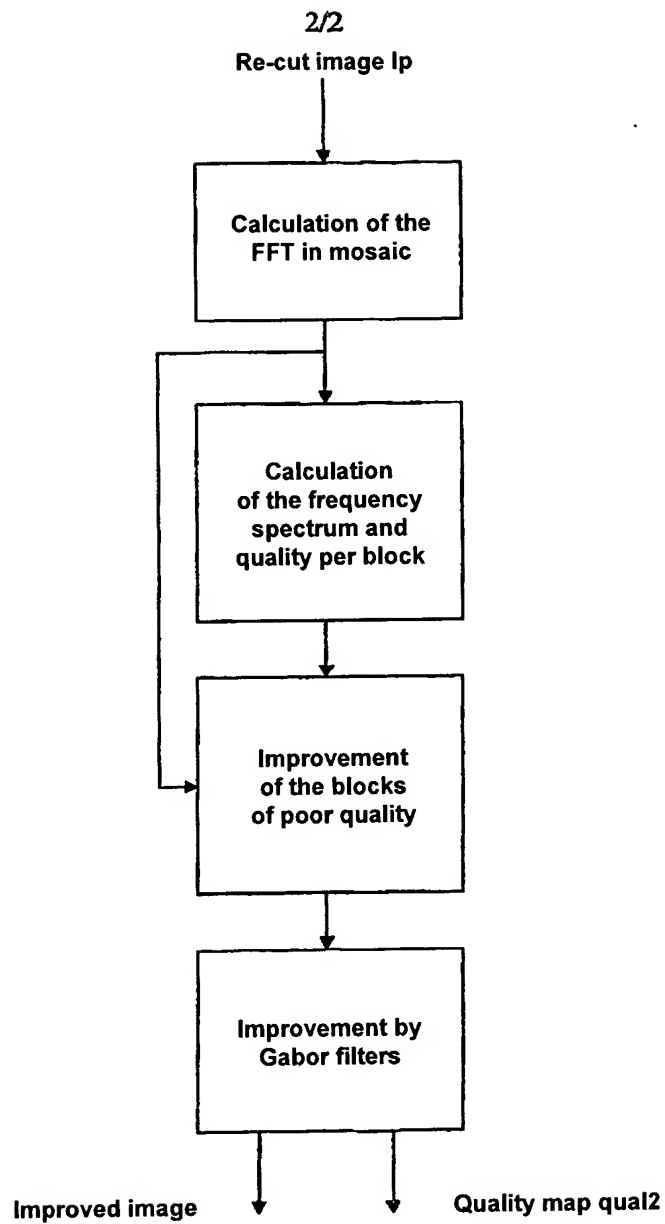 2/2
Re-cut image Ip
Calculation of the
FFT in mosaic
Calculation
of the frequency
spectrum and
quality per block
Improvement
of the blocks
of poor quality
Improvement by
Gabor filters
Improved image
Quality map qual2